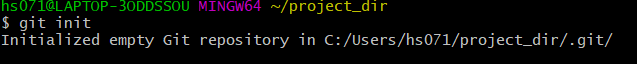 hs071@LAPTOP-3ODDSSOU MINGW64 ~/project_dir
$ git init
Initialized empty Git repository in C:/Users/hs071/project_dir/.git/